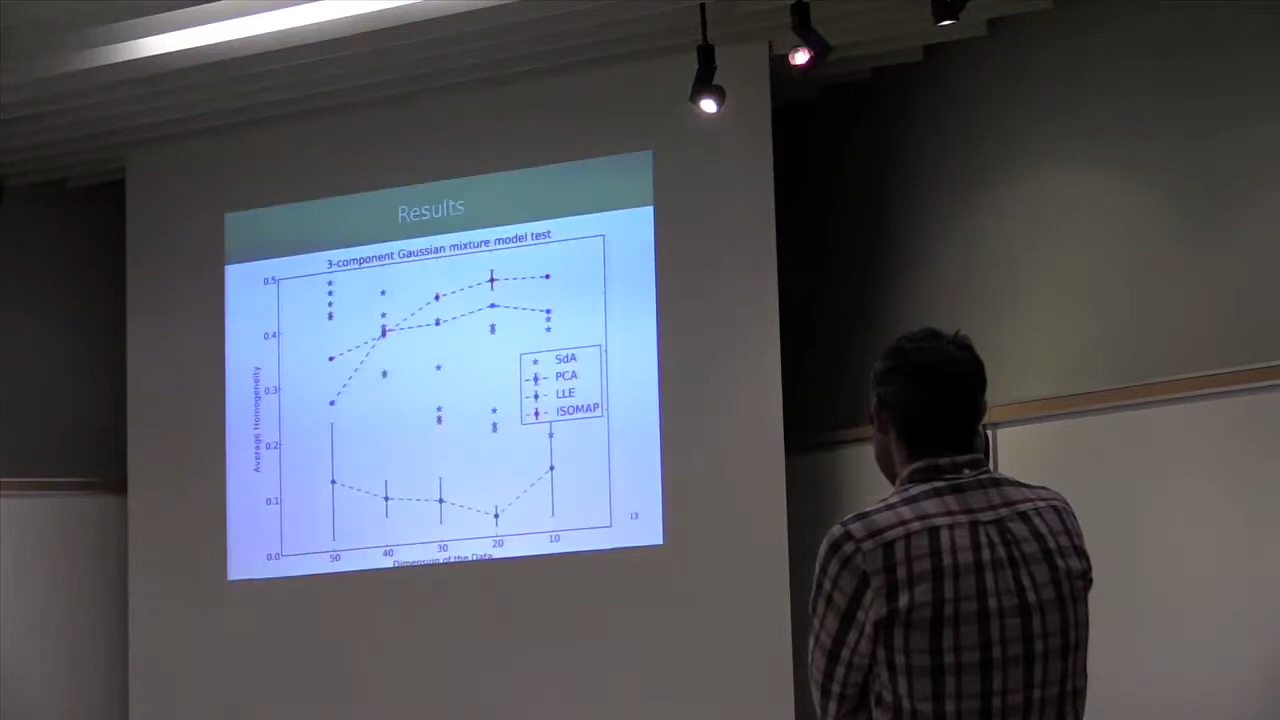 Results
3-component Gaussian mixture model test
0.5
0.4
0.3
0.2
0.1
0.0
Average Homogeneity
SdA
PCA
LLE
ISOMAP
50 40 30 20 10
Dimension of the Data
13